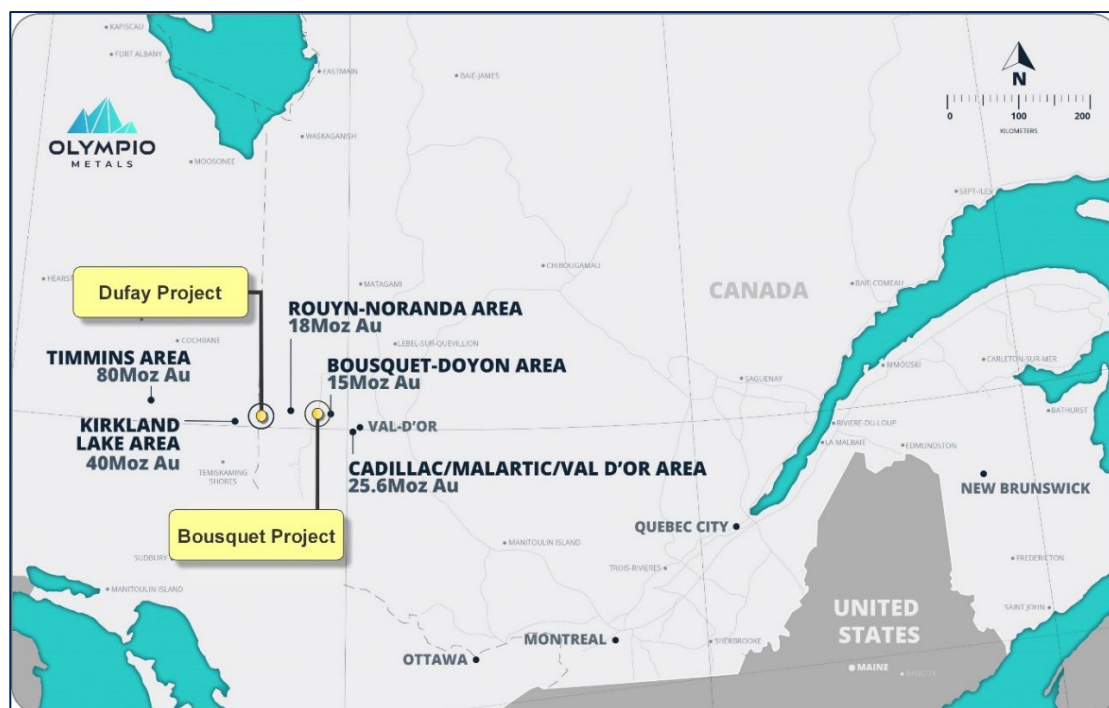 KAPISCAU
FORT ALBANY
EASTMAIN
BAIE-JAMES
N
0 100 200
KILOMETERS
OLYMPIO
METALS
WASKAGANISH
MOOSONEE
SEPT-ILES
HEARST
Dufay Project
MATAGAMI
CHIBOUGAMAU
CANADA
BAIE-COMEAU
ROUYN-NORANDA AREA
18Moz Au
COCHRANE
LEBEL-SUR-QUEVILLION
TIMMINS AREA
80Moz Au
BOUSQUET-DOYON AREA
15Moz Au
CARLETON-SUR-MER
RIMOUSKI
SAGUENAY
KIRKLAND
LAKE AREA
40Moz Au
VAL-D'OR
BATHURST
RIVIERE-DU-LOUP
LA MALBAIE
EDMUNDSTON
TEMISKAMING
SHORES
CADILLAC/MALARTIC/VAL D'OR AREA
25.6Moz Au
NEW BRUNSWICK
QUEBEC CITY
Bousquet Project
MANITOULIN ISLAND
SUDBURY
TROIS-RIVIÈRES
FREDERICTON
MANITOULIN ISLAND
UNITED
STATES
SAINT JOHN
MONTREAL
SHERBROOKE
OTTAWA
MAINE
BANGOR